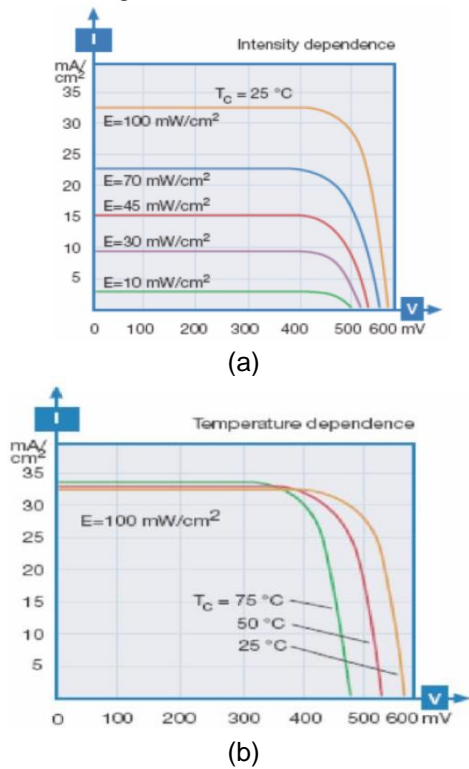 I
Intensity dependence
mA/
cm²
T_C = 25 °C
35
E=100 mW/cm²
30
25
E=70 mW/cm²
20
E=45 mW/cm²
15
E=30 mW/cm²
10
E=10 mW/cm²
5
V
0 100 200 300 400 500 600 mV
(a)
I
Temperature dependence
mA/
cm²
35
30
E=100 mW/cm²
25
20
T_C = 75 °C
15
50 °C
10
25 °C
5
V
0 100 200 300 400 500 600 mV
(b)